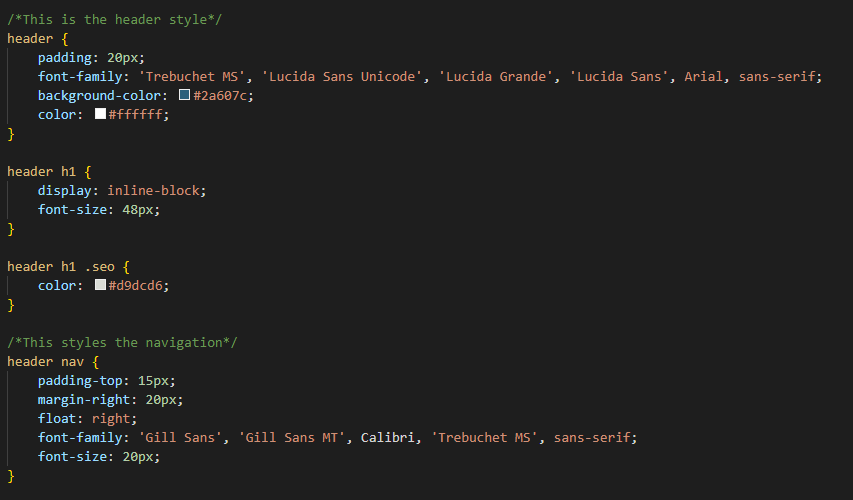 /*This is the header style*/
header {
    padding: 20px;
    font-family: 'Trebuchet MS', 'Lucida Sans Unicode', 'Lucida Grande', 'Lucida Sans', Arial, sans-serif;
    background-color: #2a607c;
    color: #ffffff;
}

header h1 {
    display: inline-block;
    font-size: 48px;
}

header h1 .seo {
    color: #d9dcd6;
}

/*This styles the navigation*/
header nav {
    padding-top: 15px;
    margin-right: 20px;
    float: right;
    font-family: 'Gill Sans', 'Gill Sans MT', Calibri, 'Trebuchet MS', sans-serif;
    font-size: 20px;
}